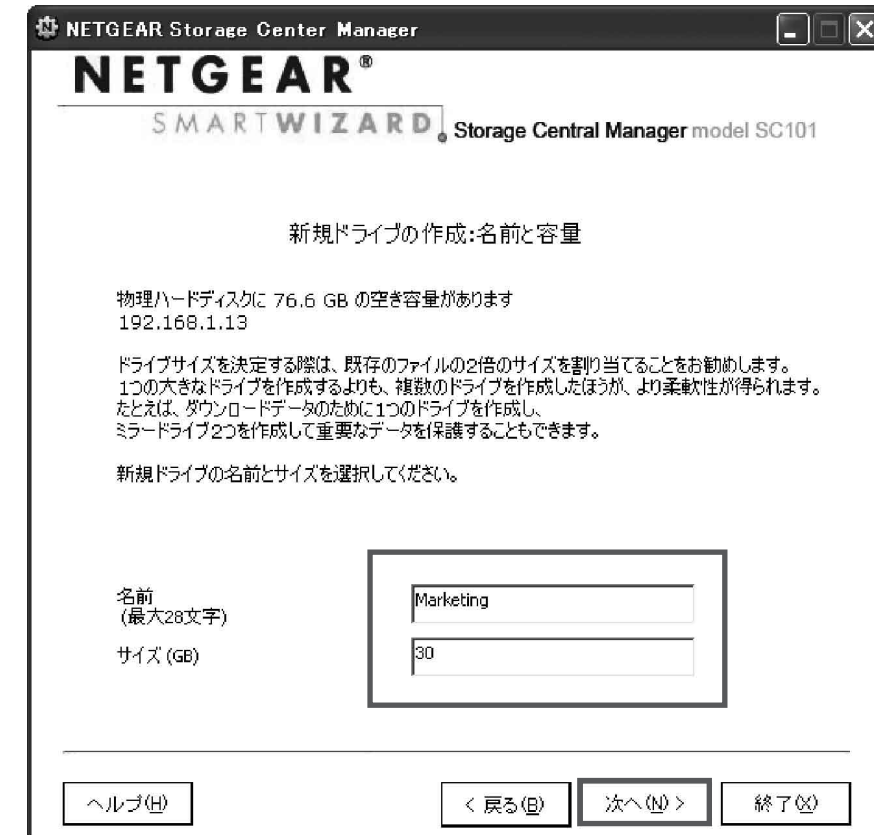 NETGEAR Storage Center Manager
NETGEAR®
SMARTWIZARD Storage Central Manager model SC101
新規ドライブの作成:名前と容量
物理ハードディスクに 76.6 GB の空き容量があります
192.168.1.13
ドライブサイズを決定する際は、既存のファイルの2倍のサイズを割り当てることをお勧めします。
1つの大きなドライブを作成するよりも、複数のドライブを作成したほうが、より柔軟性が得られます。
たとえば、ダウンロードデータのために1つのドライブを作成し、
ミラードライブ2つを作成して重要なデータを保護することもできます。
新規ドライブの名前とサイズを選択してください。
名前
(最大28文字)
Marketing
サイズ (GB)
30
ヘルプ(H)
< 戻る(B)
次へ(N) >
終了(X)